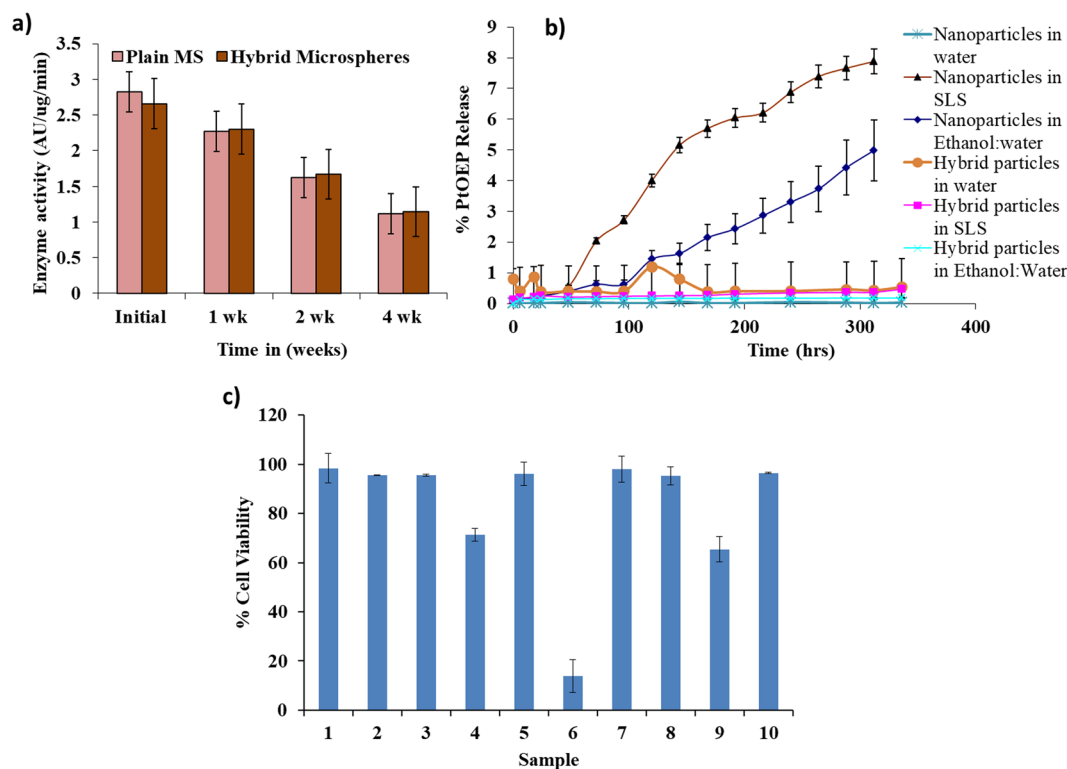 a)
3.5
3
2.5
2
1.5
1
0.5
0
Enzyme activity (AU/ug/min)
Plain MS
Hybrid Microspheres
Initial
1 wk
2 wk
4 wk
Time in (weeks)
b)
9
8
7
6
5
4
3
2
1
0
% PtOEP Release
0
100
200
300
400
Time (hrs)
Nanoparticles in
water
Nanoparticles in
SLS
Nanoparticles in
Ethanol:water
Hybrid particles
in water
Hybrid particles
in SLS
Hybrid particles
in Ethanol:Water
c)
120
100
80
60
40
20
0
% Cell Viability
1
2
3
4
5
6
7
8
9
10
Sample